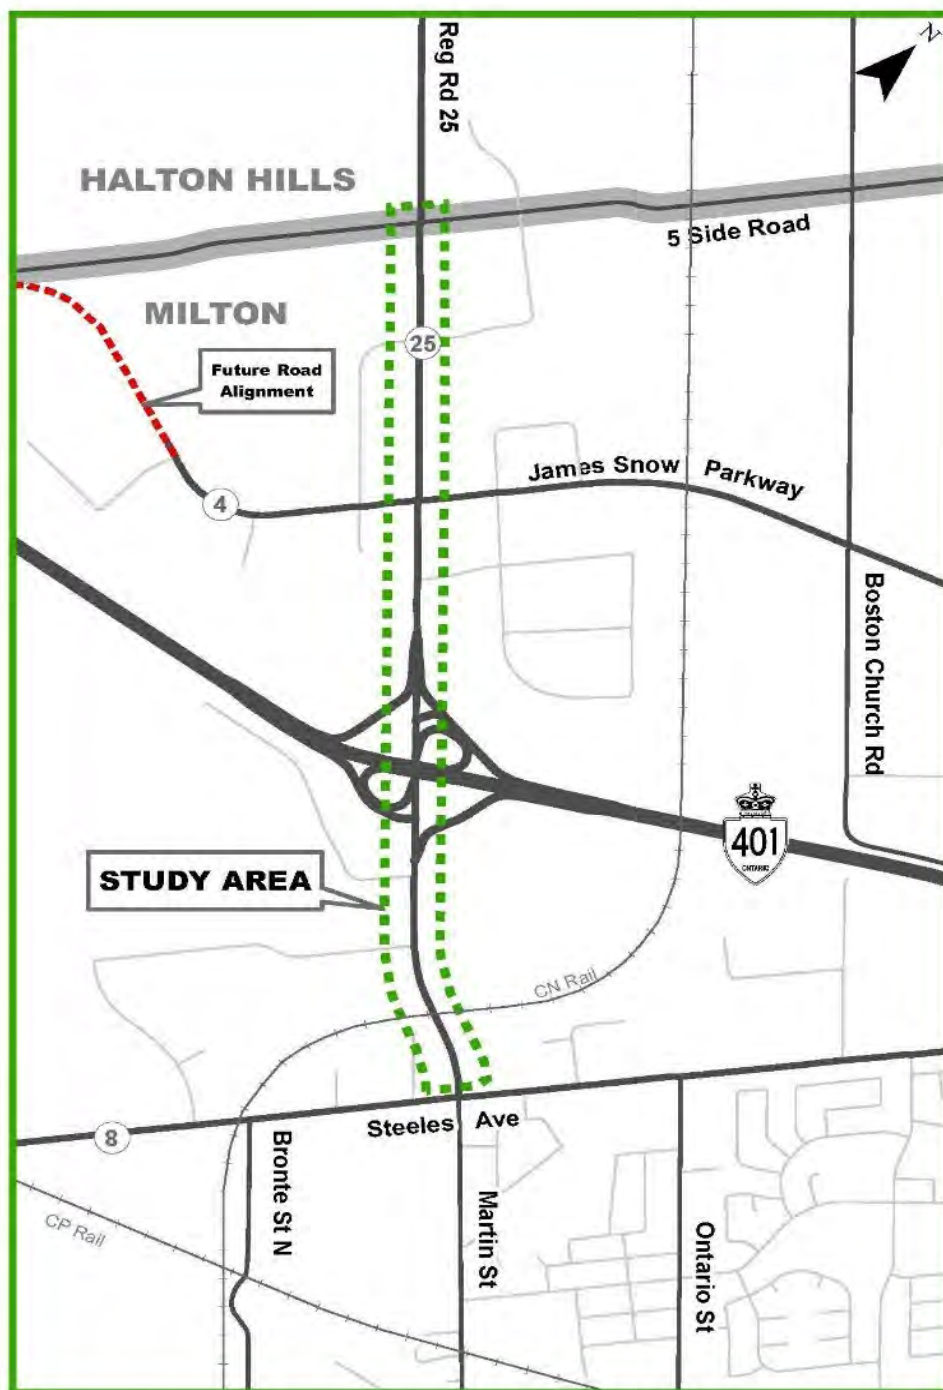 N
Reg Rd 25
HALTON HILLS
5 Side Road
MILTON
25
Future Road
Alignment
James Snow Parkway
4
Boston Church Rd
401
ONTARIO
STUDY AREA
CN Rail
Steeles Ave
8
Bronte St N
Martin St
Ontario St
CP Rail